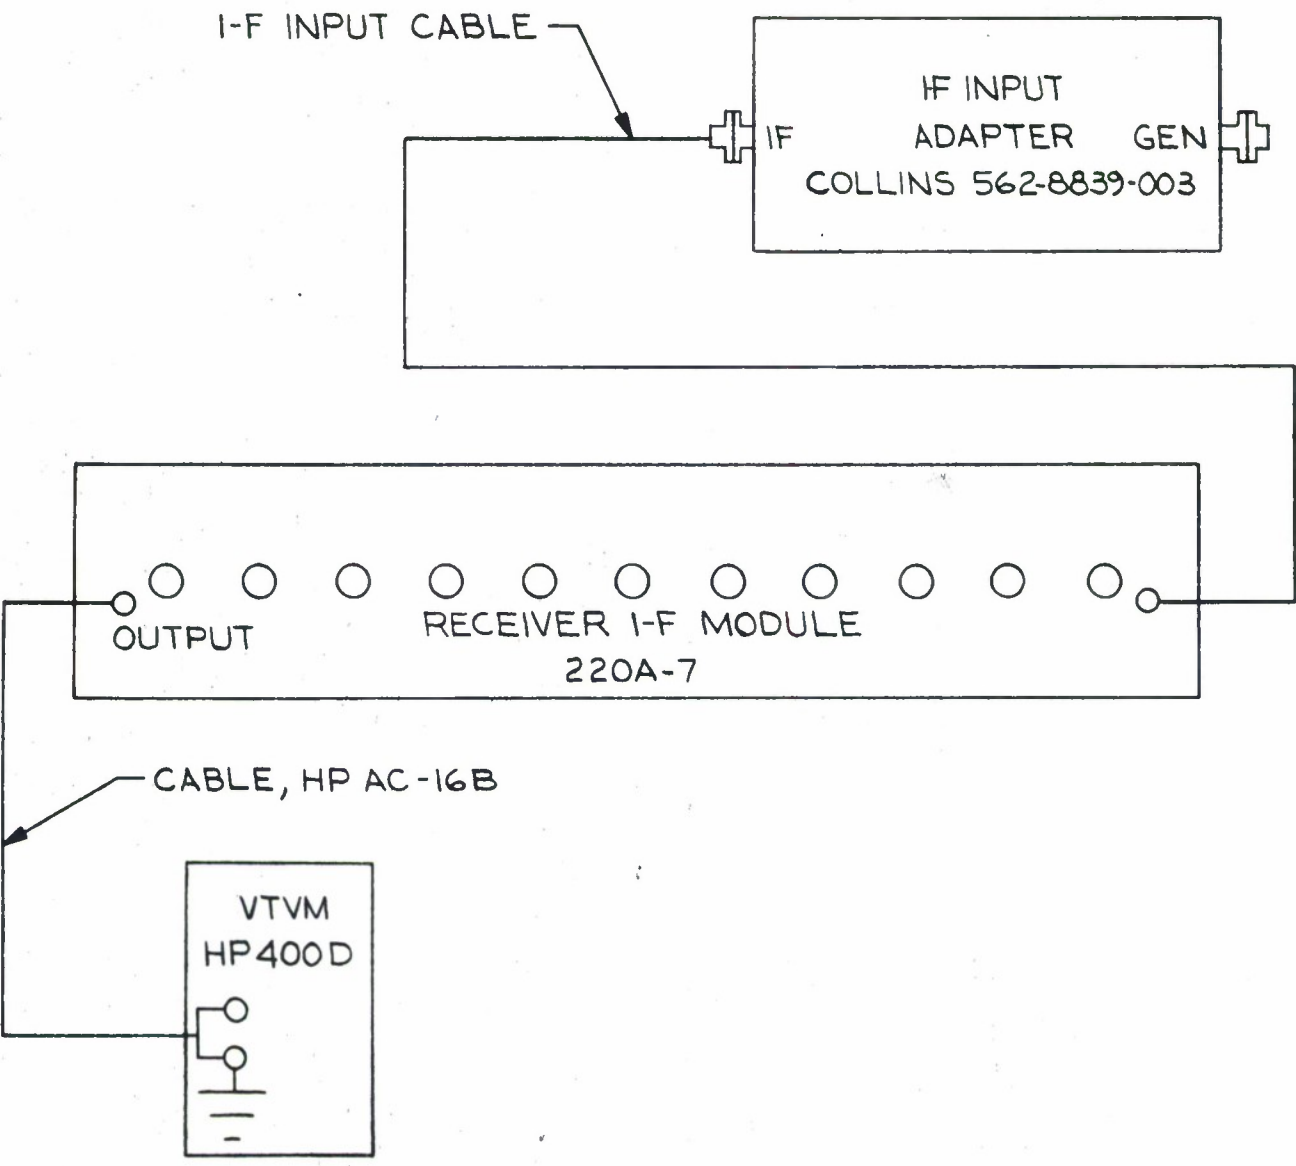 I-F INPUT CABLE
IF INPUT
IF ADAPTER GEN
COLLINS 562-8839-003
OUTPUT
RECEIVER I-F MODULE
220A-7
CABLE, HP AC-16B
VTVM
HP400D